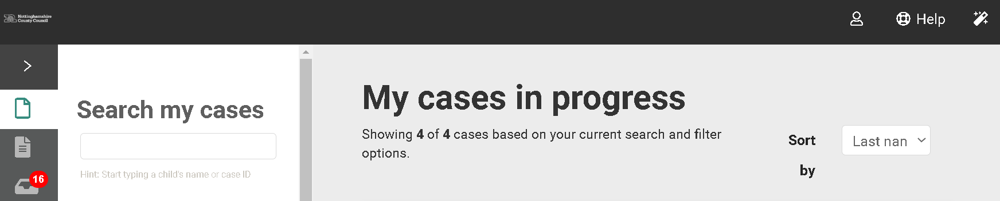 Nottinghamshire
County Council
Help
Search my cases
Hint: Start typing a child's name or case ID
16
My cases in progress
Showing 4 of 4 cases based on your current search and filter
options.
Sort
by
Last nan